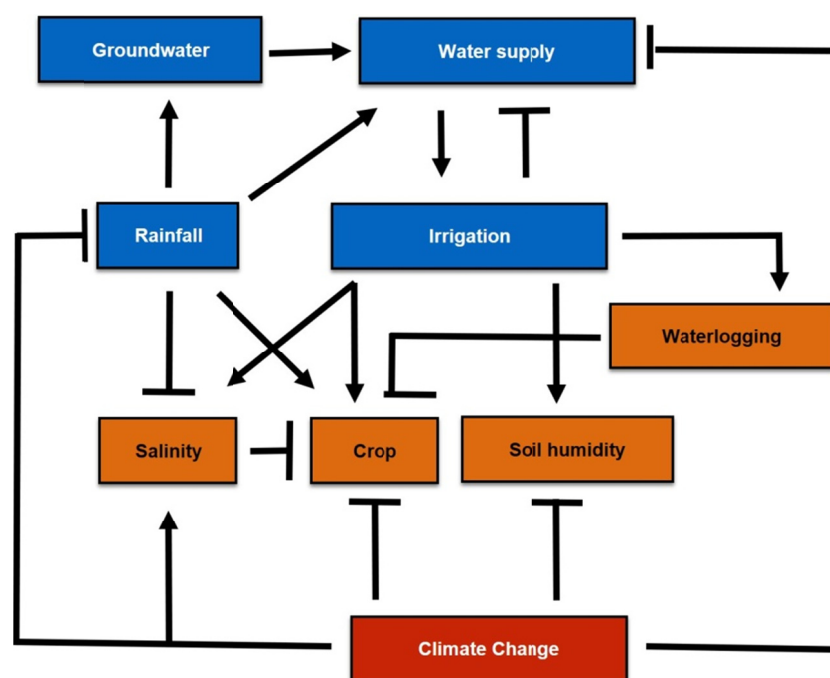 Groundwater
Water supply
Rainfall
Irrigation
Waterlogging
Salinity
Crop
Soil humidity
Climate Change